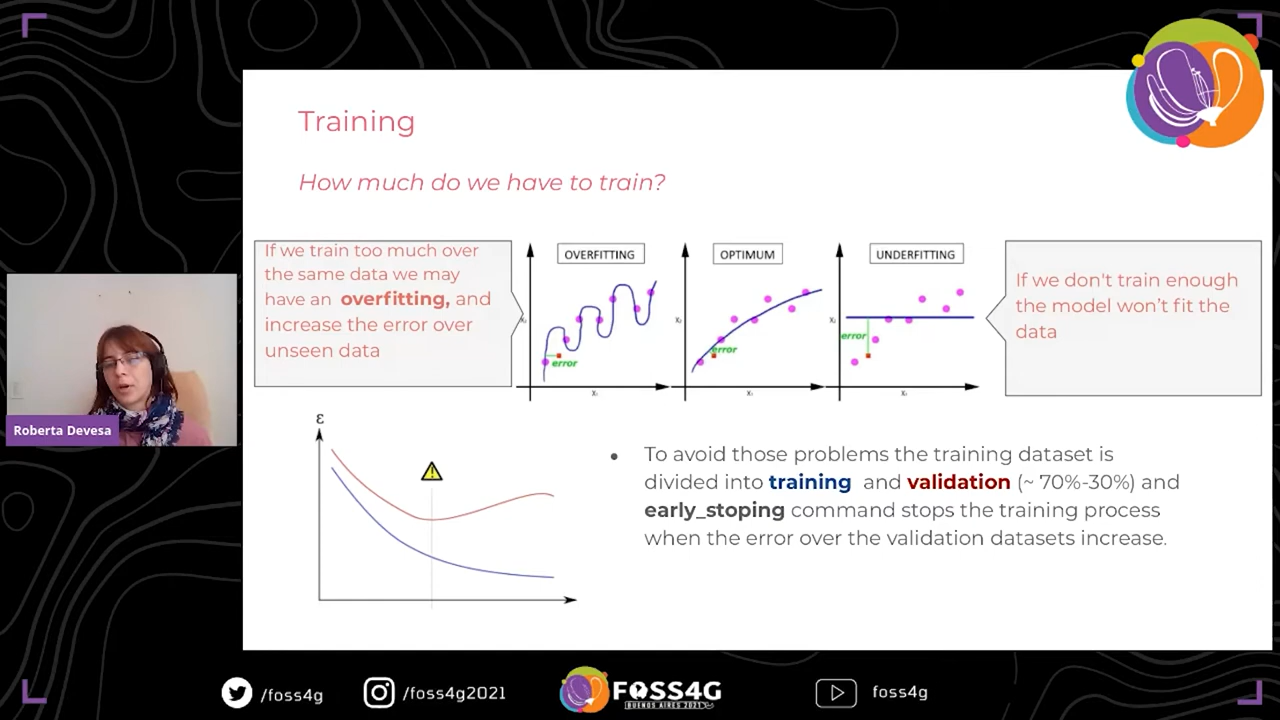 Training
How much do we have to train?
If we train too much over
the same data we may
have an overfitting, and
increase the error over
unseen data
OVERFITTING
error
OPTIMUM
error
X₁
UNDERFITTING
error
If we don't train enough
the model won't fit the
data
ε
• To avoid those problems the training dataset is
divided into training and validation (~ 70%-30%) and
early_stoping command stops the training process
when the error over the validation datasets increase.
Roberta Devesa
/foss4g
/foss4g2021
FOSS4G
BUENOS AIRES 2021
foss4g